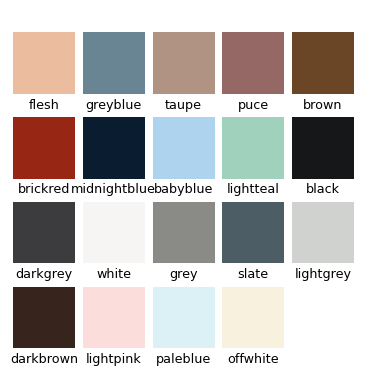 flesh greyblue taupe puce brown
brickred midnightblue babyblue lightteal black
darkgrey white grey slate lightgrey
darkbrown lightpink paleblue offwhite